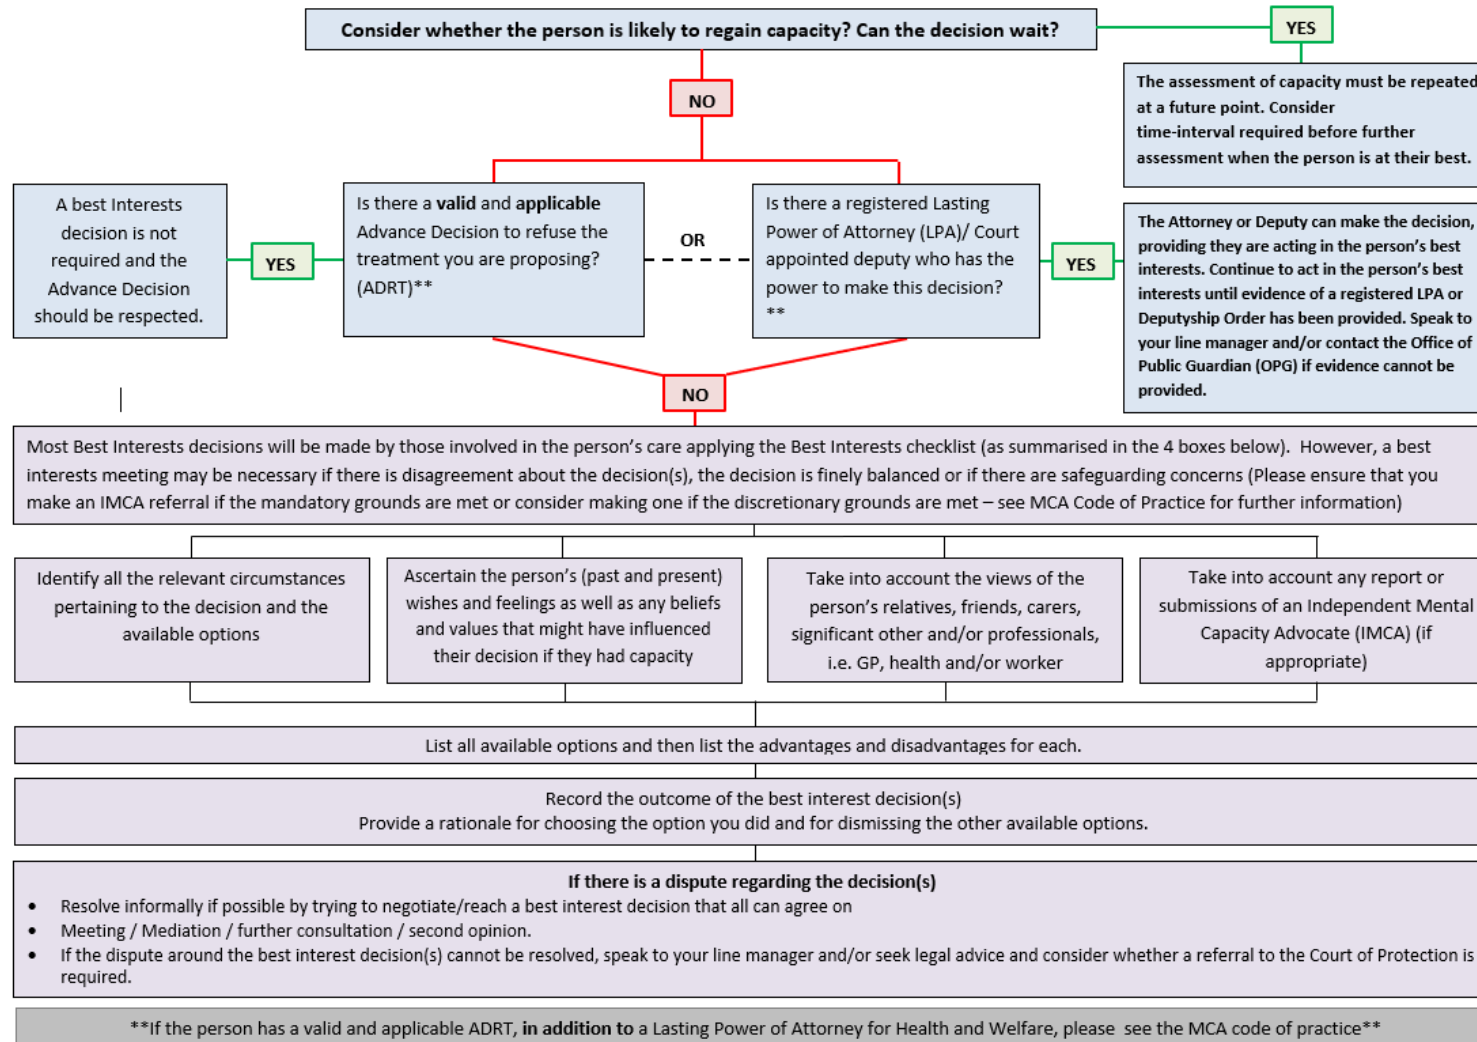 Consider whether the person is likely to regain capacity? Can the decision wait?
YES
NO
The assessment of capacity must be repeated
at a future point. Consider
time-interval required before further
assessment when the person is at their best.
A best Interests
decision is not
required and the
Advance Decision
should be respected.
YES
Is there a valid and applicable
Advance Decision to refuse the
treatment you are proposing?
(ADRT)**
OR
Is there a registered Lasting
Power of Attorney (LPA)/ Court
appointed deputy who has the
power to make this decision?
**
YES
The Attorney or Deputy can make the decision,
providing they are acting in the person's best
interests. Continue to act in the person's best
interests until evidence of a registered LPA or
Deputyship Order has been provided. Speak to
your line manager and/or contact the Office of
Public Guardian (OPG) if evidence cannot be
provided.
NO
Most Best Interests decisions will be made by those involved in the person's care applying the Best Interests checklist (as summarised in the 4 boxes below). However, a best
interests meeting may be necessary if there is disagreement about the decision(s), the decision is finely balanced or if there are safeguarding concerns (Please ensure that you
make an IMCA referral if the mandatory grounds are met or consider making one if the discretionary grounds are met – see MCA Code of Practice for further information)
Identify all the relevant circumstances
pertaining to the decision and the
available options
Ascertain the person's (past and present)
wishes and feelings as well as any beliefs
and values that might have influenced
their decision if they had capacity
Take into account the views of the
person's relatives, friends, carers,
significant other and/or professionals,
i.e. GP, health and/or worker
Take into account any report or
submissions of an Independent Mental
Capacity Advocate (IMCA) (if
appropriate)
List all available options and then list the advantages and disadvantages for each.
Record the outcome of the best interest decision(s)
Provide a rationale for choosing the option you did and for dismissing the other available options.
If there is a dispute regarding the decision(s)
• Resolve informally if possible by trying to negotiate/reach a best interest decision that all can agree on
• Meeting / Mediation / further consultation / second opinion.
• If the dispute around the best interest decision(s) cannot be resolved, speak to your line manager and/or seek legal advice and consider whether a referral to the Court of Protection is
required.
**If the person has a valid and applicable ADRT, in addition to a Lasting Power of Attorney for Health and Welfare, please see the MCA code of practice**